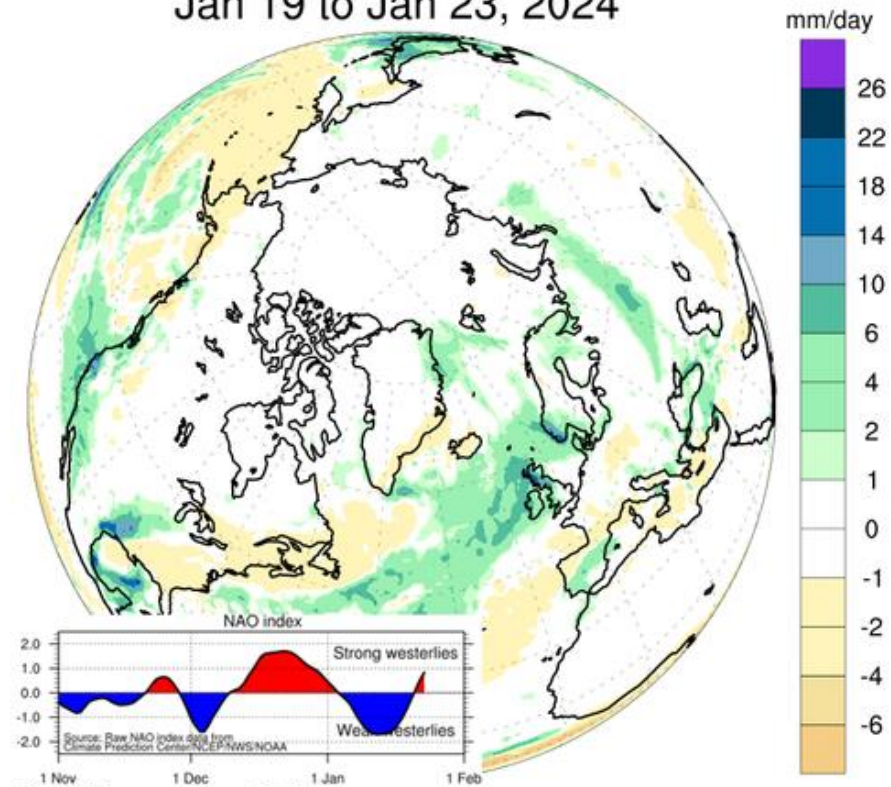 Jan 19 to Jan 23, 2024
mm/day
26
22
18
14
10
6
4
2
1
0
-1
-2
-4
-6
NAO index
2.0
1.0
0.0
-1.0
-2.0
Strong westerlies
Weak westerlies
Source: Raw NAO index data from
Climate Prediction Center/NCEP/NWS/NOAA
1 Nov 1 Dec 1 Jan 1 Feb